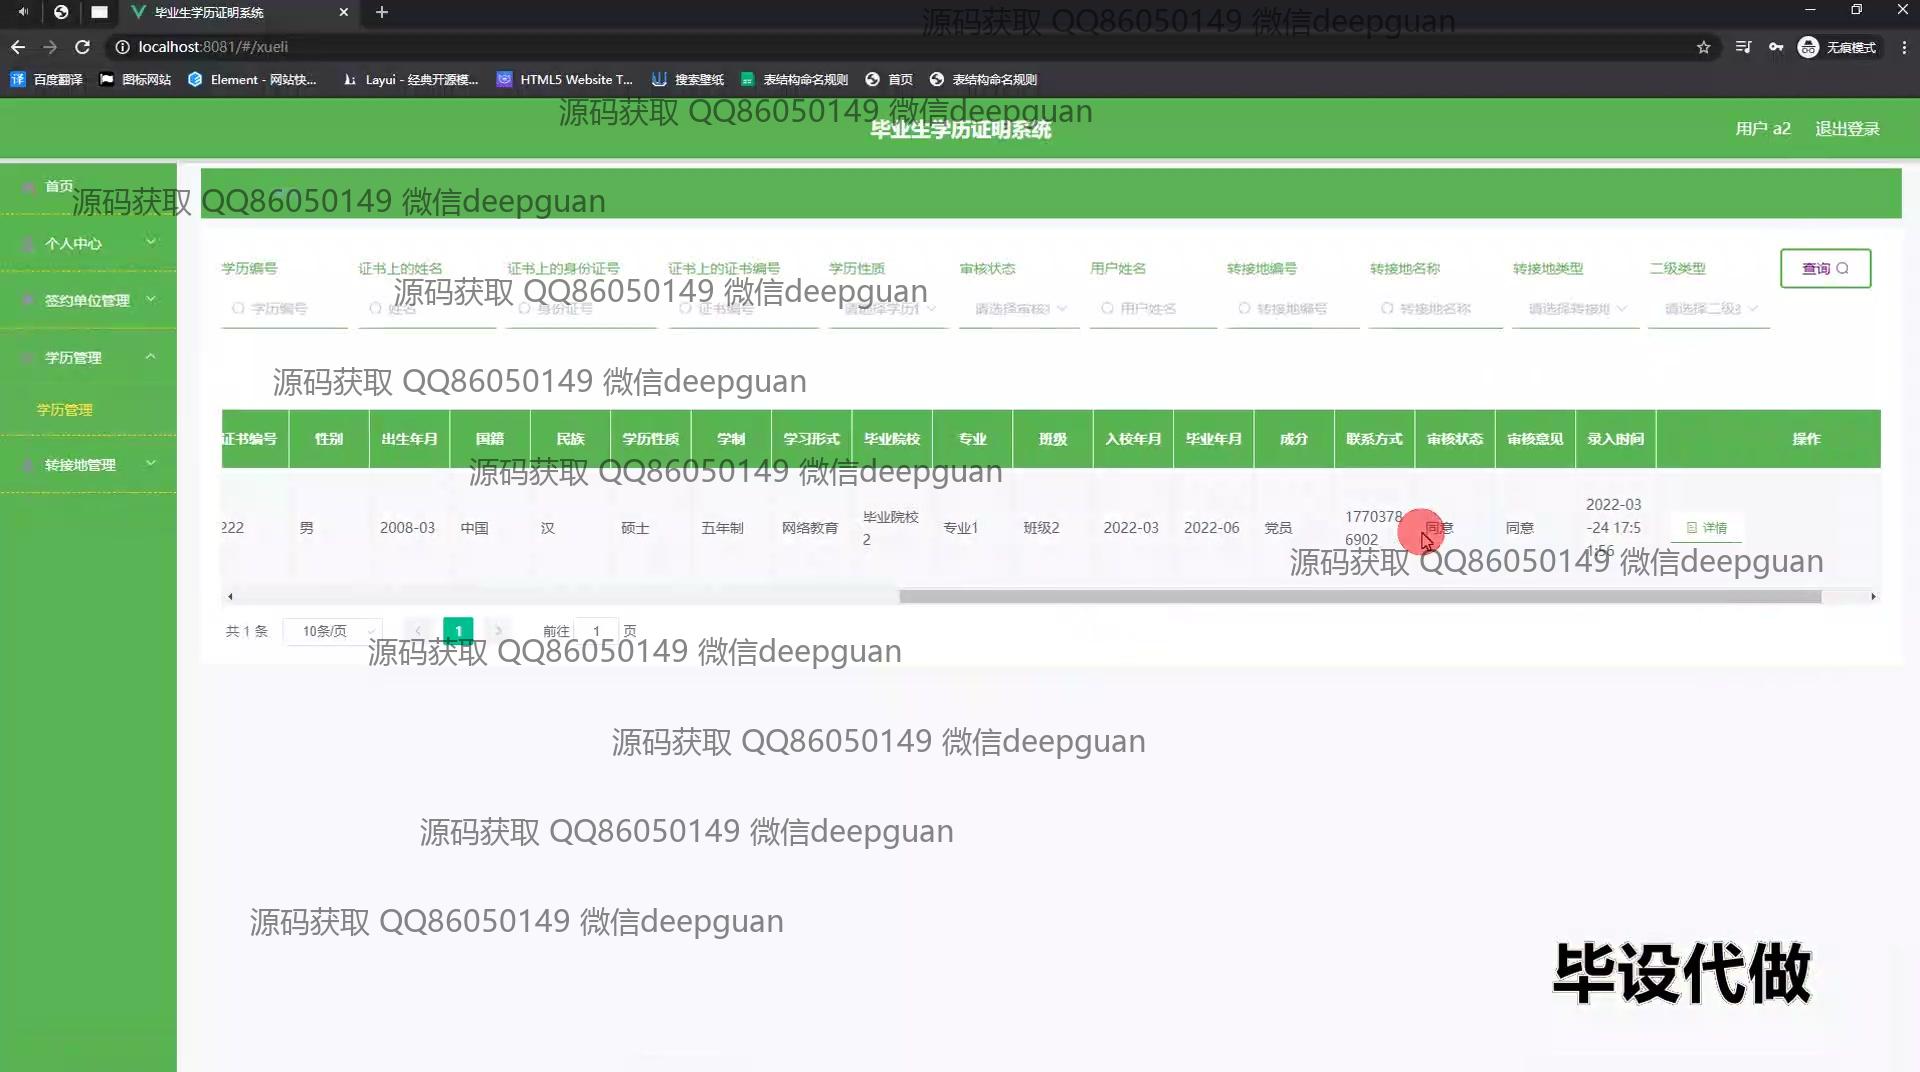 毕业生学历证明系统
源码获取 QQ86050149 微信deepguan
localhost:8081/#/xueli
无痕模式
百度翻译 图标网站 Element - 网站快... Layui - 经典开源模... HTML5 Website T... 搜索壁纸 表结构命名规则 首页 表结构命名规则
源码获取 QQ86050149 微信deepguan
毕业生学历证明系统
用户 a2 退出登录
首页
源码获取 QQ86050149 微信deepguan
个人中心
签约单位管理
学历管理
学历管理
转接地管理
学历编号 证书上的姓名 证书上的身份证号 证书上的证书编号 学历性质 审核状态 用户姓名 转接地编号 转接地名称 转接地类型 二级类型 查询
源码获取 QQ86050149 微信deepguan
学历编号 姓名 身份证号 证书编号 请选择学历 请选择审核 用户姓名 转接地编号 转接地名称 请选择转接地 请选择二级
源码获取 QQ86050149 微信deepguan
证书编号 性别 出生年月 国籍 民族 学历性质 学制 学习形式 毕业院校 专业 班级 入校年月 毕业年月 成分 联系方式 审核状态 审核意见 录入时间 操作
源码获取 QQ86050149 微信deepguan
222 男 2008-03 中国 汉 硕士 五年制 网络教育 毕业院校2 专业1 班级2 2022-03 2022-06 党员 17703786902 同意 同意 2022-03-24 17:51:56 详情
源码获取 QQ86050149 微信deepguan
共 1 条 10条/页 1 前往 1 页
源码获取 QQ86050149 微信deepguan
源码获取 QQ86050149 微信deepguan
源码获取 QQ86050149 微信deepguan
源码获取 QQ86050149 微信deepguan
毕设代做